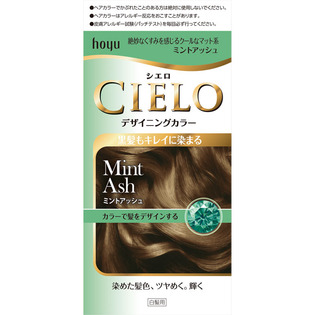 ●ヘアカラーでかぶれたことのある方は絶対に使用しないでください。
●ヘアカラーはアレルギー反応をおこすことがあります。
●皮膚アレルギー試験(パッチテスト)を毎回必ず行ってください。
hoyu
絶妙なくすみを感じるクールなマット系
ミントアッシュ
シエロ
CIELO
デザイニングカラー
黒髪もキレイに染まる
Mint
Ash
ミントアッシュ
カラーで髪をデザインする
染めた髪色、ツヤめく。輝く
白髪用